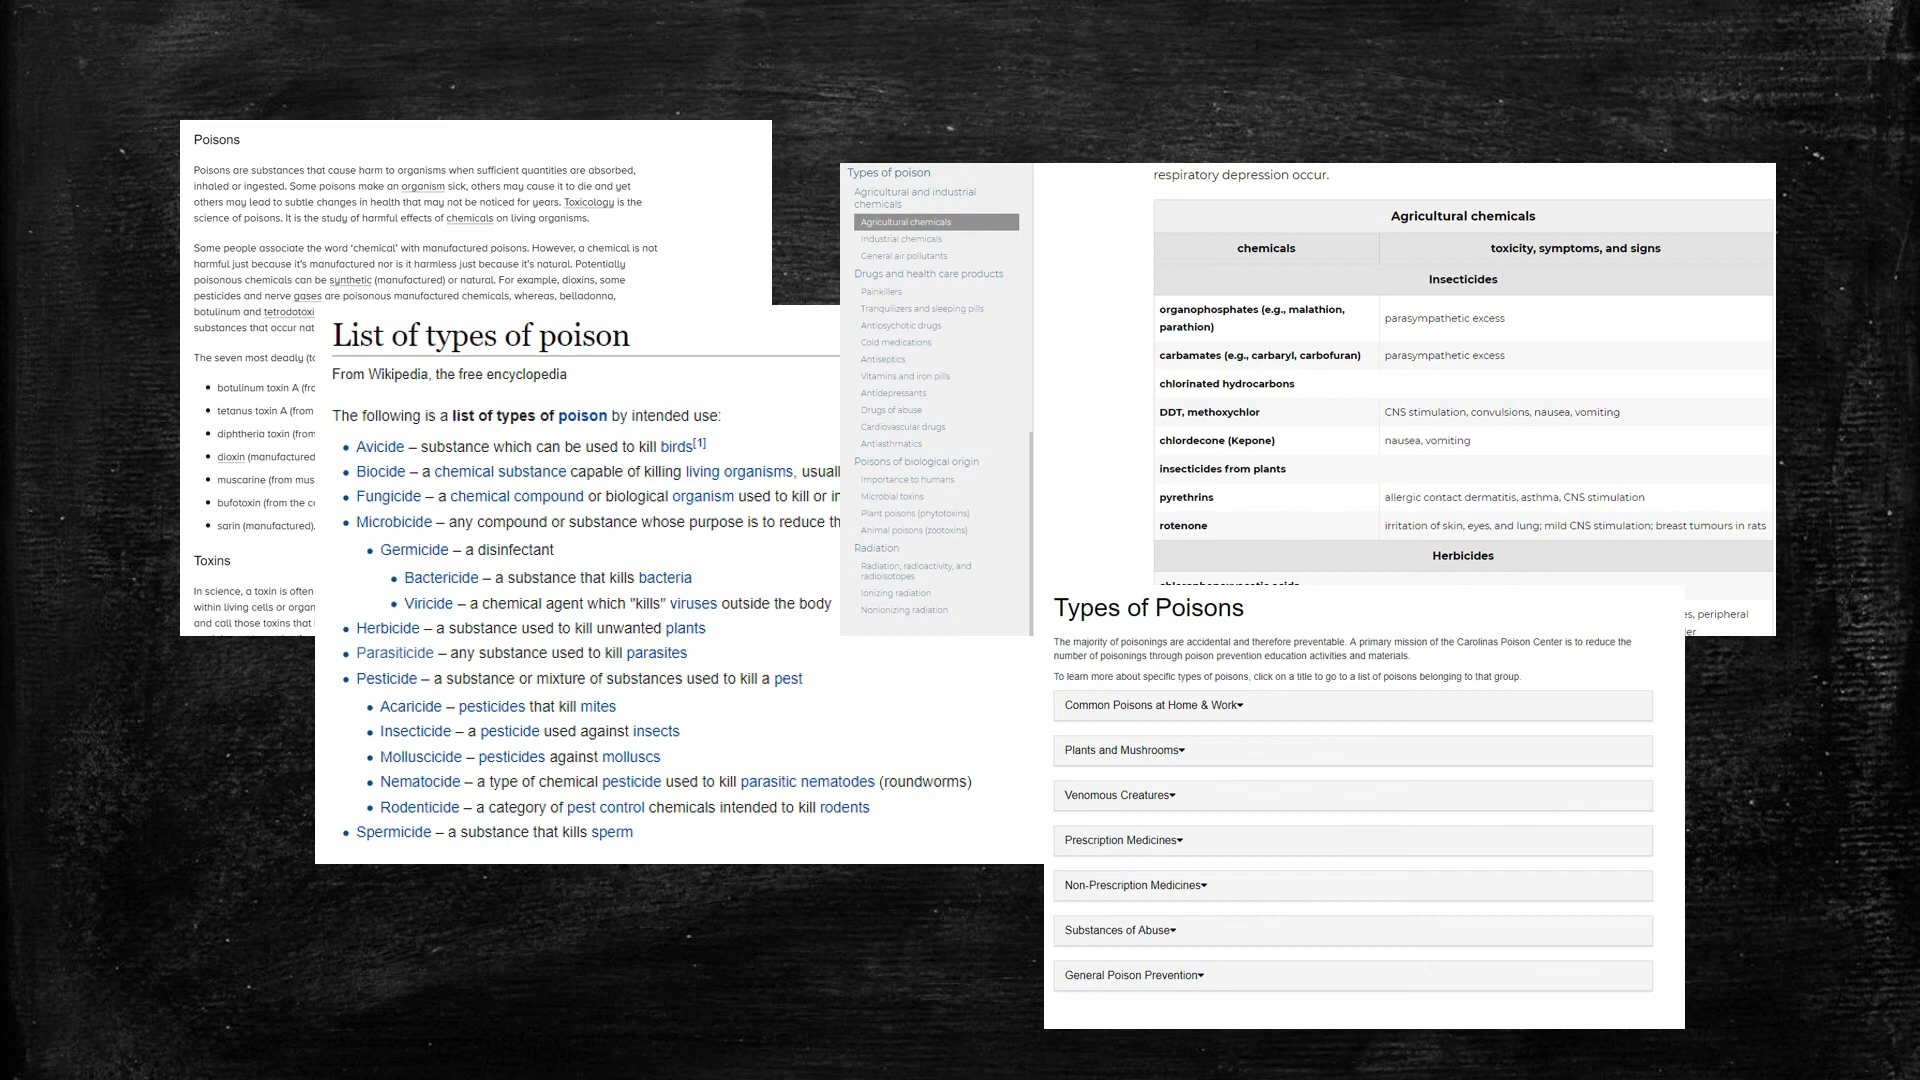 Poisons
Poisons are substances that cause harm to organisms when sufficient quantities are absorbed,
inhaled or ingested. Some poisons make an organism sick, others may cause it to die and yet
others may lead to subtle changes in health that may not be noticed for years. Toxicology is the
science of poisons. It is the study of harmful effects of chemicals on living organisms.
Some people associate the word ‘chemical’ with manufactured poisons. However, a chemical is not
harmful just because it’s manufactured nor is it harmless just because it’s natural. Potentially
poisonous chemicals can be synthetic (manufactured) or natural. For example, dioxins, some
pesticides and nerve gases are poisonous manufactured chemicals, whereas, belladonna,
botulinum and tetrodotoxi
substances that occur nat
The seven most deadly (to
• botulinum toxin A (fro
• tetanus toxin A (from
• diphtheria toxin (from
• dioxin (manufactured
• muscarine (from mus
• bufotoxin (from the co
• sarin (manufactured).
Toxins
In science, a toxin is often
within living cells or organ
and call those toxins that
List of types of poison
From Wikipedia, the free encyclopedia
The following is a list of types of poison by intended use:
• Avicide – substance which can be used to kill birds[1]
• Biocide – a chemical substance capable of killing living organisms, usuall
• Fungicide – a chemical compound or biological organism used to kill or in
• Microbicide – any compound or substance whose purpose is to reduce th
• Germicide – a disinfectant
• Bactericide – a substance that kills bacteria
• Viricide – a chemical agent which "kills" viruses outside the body
• Herbicide – a substance used to kill unwanted plants
• Parasiticide – any substance used to kill parasites
• Pesticide – a substance or mixture of substances used to kill a pest
• Acaricide – pesticides that kill mites
• Insecticide – a pesticide used against insects
• Molluscicide – pesticides against molluscs
• Nematocide – a type of chemical pesticide used to kill parasitic nematodes (roundworms)
• Rodenticide – a category of pest control chemicals intended to kill rodents
• Spermicide – a substance that kills sperm
Types of poison
Agricultural and industrial
chemicals
Agricultural chemicals
Industrial chemicals
General air pollutants
Drugs and health care products
Painkillers
Tranquilizers and sleeping pills
Antipsychotic drugs
Cold medications
Antiseptics
Vitamins and iron pills
Antidepressants
Drugs of abuse
Cardiovascular drugs
Antiasthmatics
Poisons of biological origin
Importance to humans
Microbial toxins
Plant poisons (phytotoxins)
Animal poisons (zootoxins)
Radiation
Radiation, radioactivity, and
radioisotopes
Ionizing radiation
Nonionizing radiation
respiratory depression occur.
Agricultural chemicals
chemicals toxicity, symptoms, and signs
Insecticides
organophosphates (e.g., malathion,
parathion) parasympathetic excess
carbamates (e.g., carbaryl, carbofuran) parasympathetic excess
chlorinated hydrocarbons
DDT, methoxychlor CNS stimulation, convulsions, nausea, vomiting
chlordecone (Kepone) nausea, vomiting
insecticides from plants
pyrethrins allergic contact dermatitis, asthma, CNS stimulation
rotenone irritation of skin, eyes, and lung; mild CNS stimulation; breast tumours in rats
Herbicides
es, peripheral
Types of Poisons
The majority of poisonings are accidental and therefore preventable. A primary mission of the Carolinas Poison Center is to reduce the
number of poisonings through poison prevention education activities and materials.
To learn more about specific types of poisons, click on a title to go to a list of poisons belonging to that group.
Common Poisons at Home & Work
Plants and Mushrooms
Venomous Creatures
Prescription Medicines
Non-Prescription Medicines
Substances of Abuse
General Poison Prevention